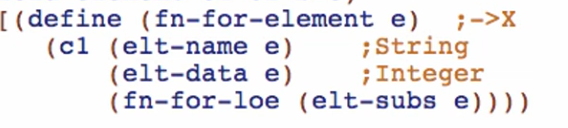 [(define (fn-for-element e)  ;->X
   (c1 (elt-name e)    ;String
       (elt-data e)    ;Integer
       (fn-for-loe (elt-subs e))))